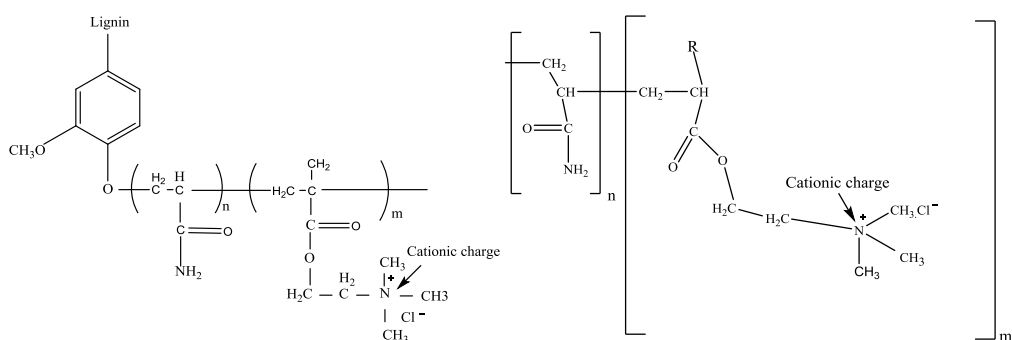 Lignin
CH₃O
O
H₂
C
H
C
n
H₂C
CH₂
C
m
C
O
NH₂
C
O
O
H₂C
H₂
C
CH₃
N
+
CH3
Cl
−
CH₃
Cationic charge
CH₂
CH
O
C
NH₂
n
R
CH₂
CH
C
O
O
H₂C
H₂C
Cationic charge
N
+
CH₃.Cl
−
CH₃
CH₃
m